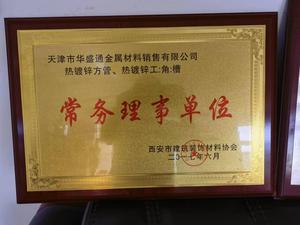 天津市华盛通金属材料销售有限公司
热镀锌方管、热镀锌工:角:槽
常务理事单位
西安市建筑装饰材料协会
二〇一七年六月